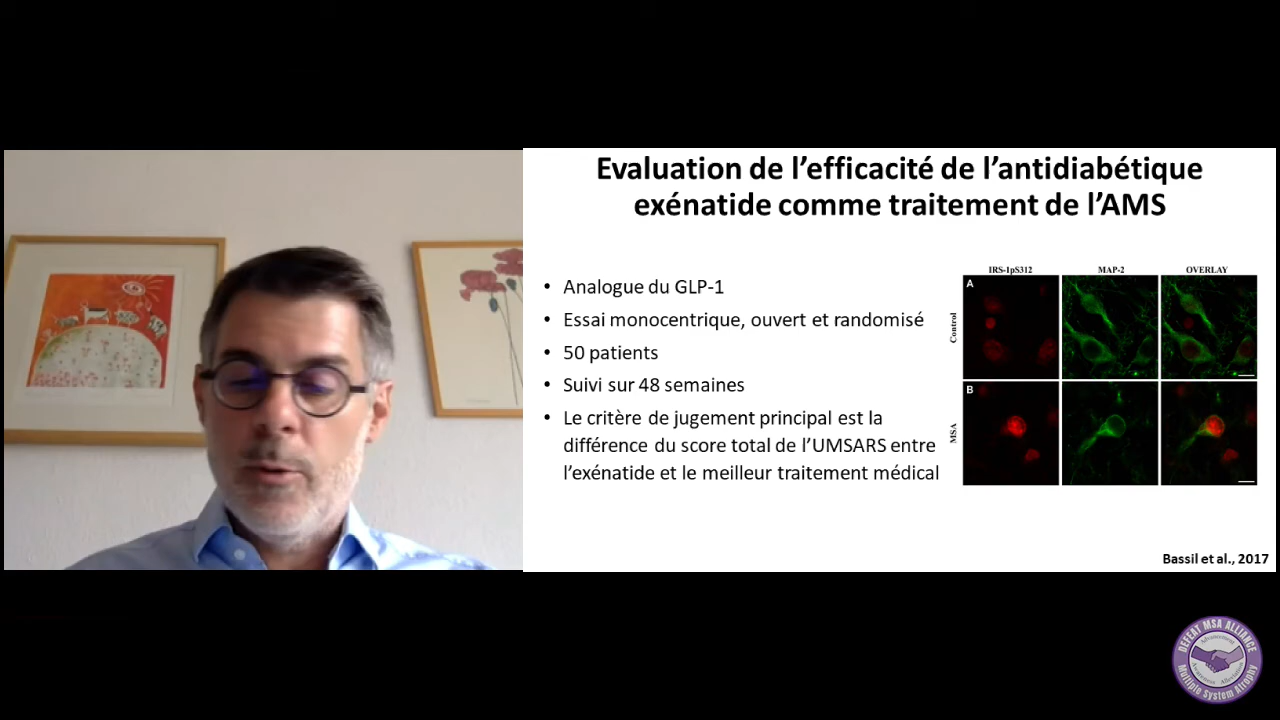 Evaluation de l’efficacité de l’antidiabétique
exénatide comme traitement de l’AMS
• Analogue du GLP-1
• Essai monocentrique, ouvert et randomisé
• 50 patients
• Suivi sur 48 semaines
• Le critère de jugement principal est la
différence du score total de l’UMSARS entre
l’exénatide et le meilleur traitement médical
IRS-1pS312 MAP-2 OVERLAY
A
Control
B
MSA
Bassil et al., 2017
DEFEAT MSA ALLIANCE
Multiple System Atrophy